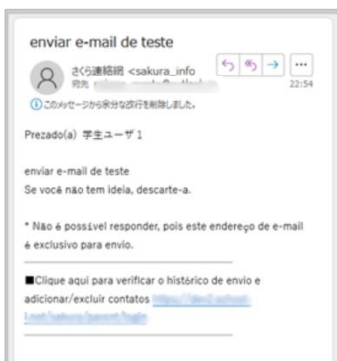 enviar e-mail de teste
さくら連絡網 <sakura_info
宛先
22:54
このメッセージから余分な改行を削除しました。
Prezado(a) 学生ユーザ 1
enviar e-mail de teste
Se você não tem ideia, descarte-a.
* Não é possível responder, pois este endereço de e-mail
é exclusivo para envio.
■Clique aqui para verificar o histórico de envio e
adicionar/excluir contatos